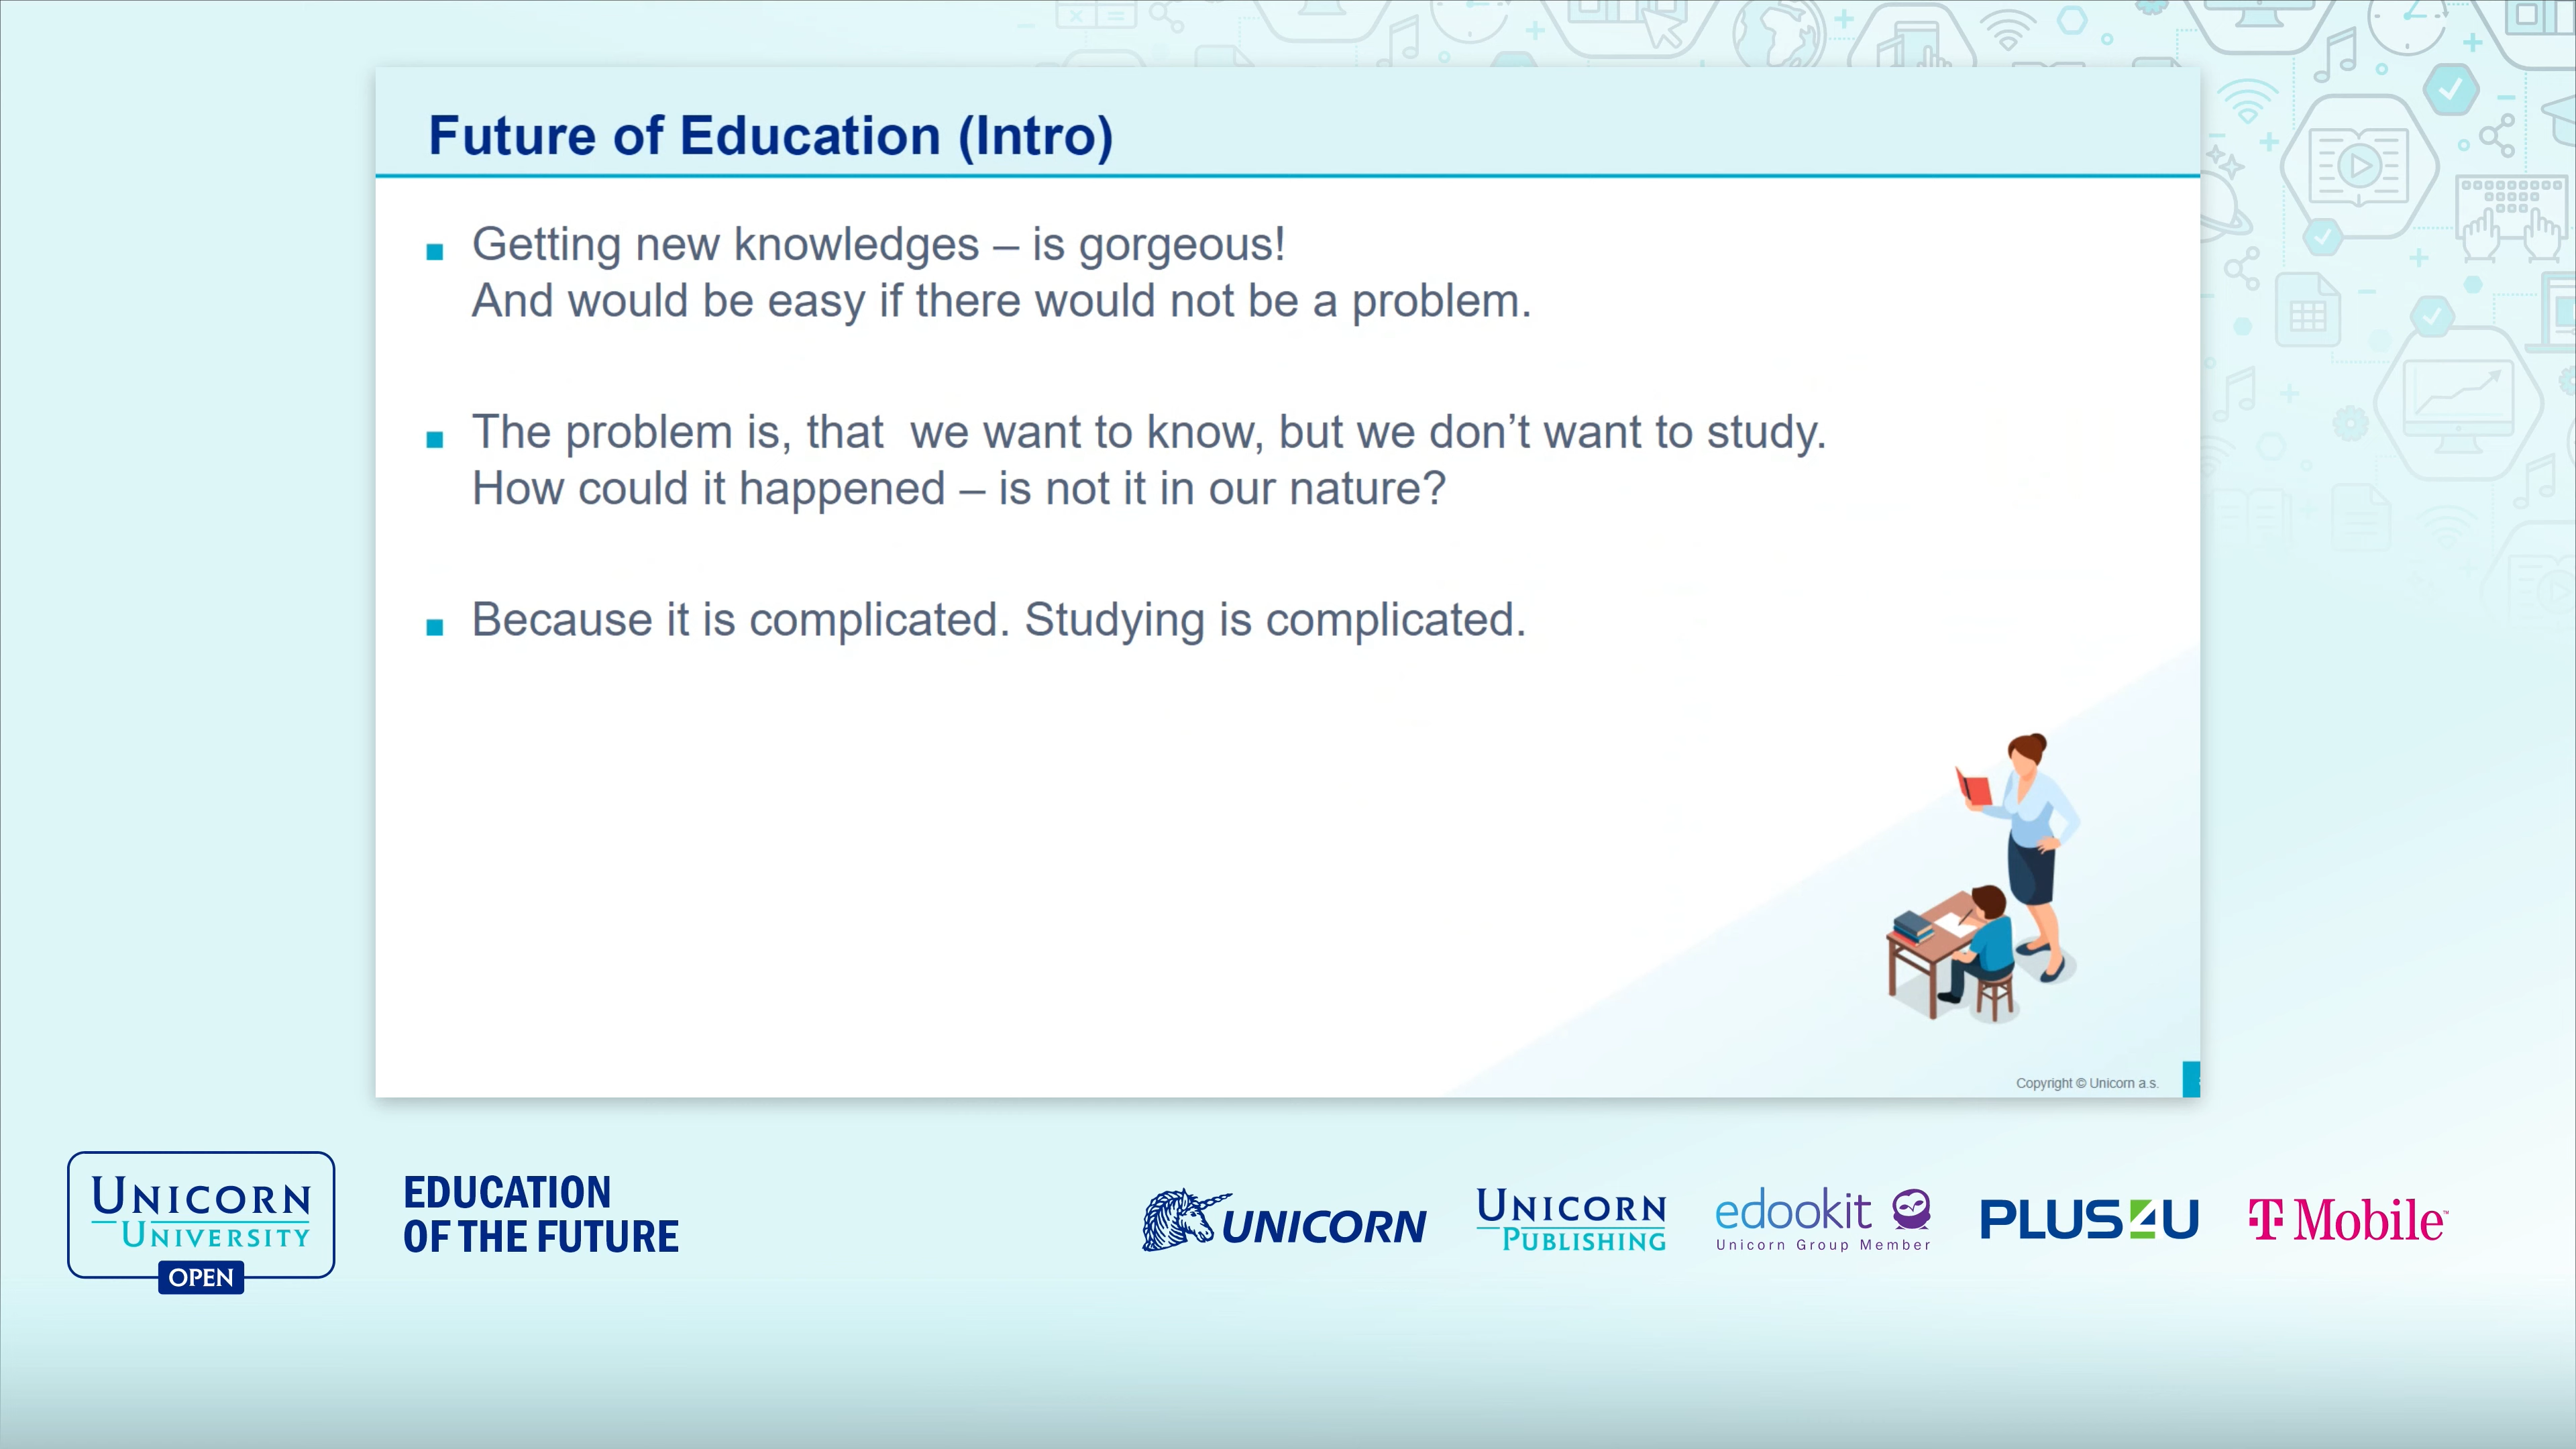 Future of Education (Intro)
Getting new knowledges – is gorgeous!
And would be easy if there would not be a problem.
The problem is, that  we want to know, but we don’t want to study.
How could it happened – is not it in our nature?
Because it is complicated. Studying is complicated.
Copyright © Unicorn a.s.
UNICORN
UNIVERSITY
OPEN
EDUCATION
OF THE FUTURE
UNICORN
UNICORN
PUBLISHING
edookit
Unicorn Group Member
PLUS4U
T Mobile™